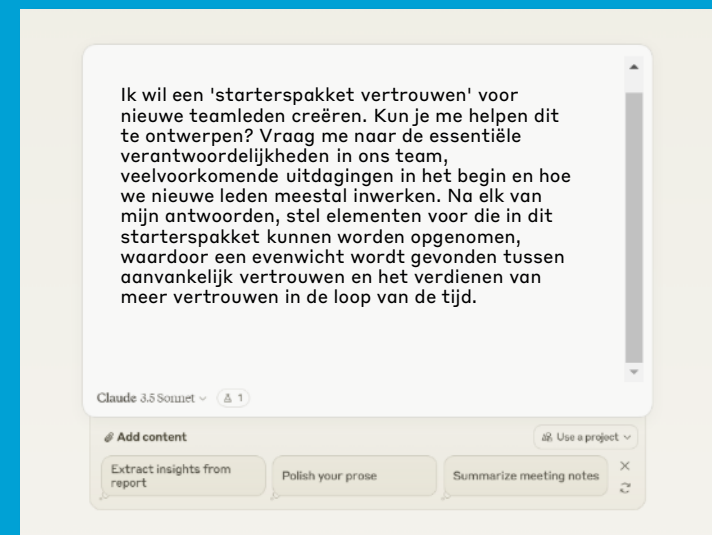 Ik wil een 'starterspakket vertrouwen' voor
nieuwe teamleden creëren. Kun je me helpen dit
te ontwerpen? Vraag me naar de essentiële
verantwoordelijkheden in ons team,
veelvoorkomende uitdagingen in het begin en hoe
we nieuwe leden meestal inwerken. Na elk van
mijn antwoorden, stel elementen voor die in dit
starterspakket kunnen worden opgenomen,
waardoor een evenwicht wordt gevonden tussen
aanvankelijk vertrouwen en het verdienen van
meer vertrouwen in de loop van de tijd.
Claude 3.5 Sonnet 1
Add content
Use a project
Extract insights from
report
Polish your prose
Summarize meeting notes